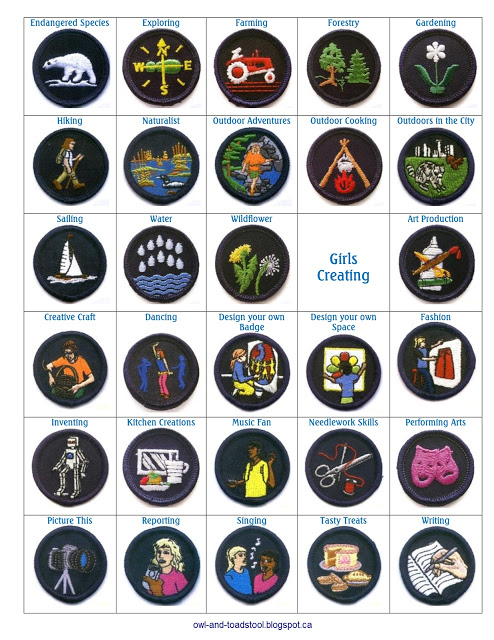 Endangered Species
Exploring
Farming
Forestry
Gardening
N
W E
S
Hiking
Naturalist
Outdoor Adventures
Outdoor Cooking
Outdoors in the City
Sailing
Water
Wildflower
Girls
Creating
Art Production
Creative Craft
Dancing
Design your own
Badge
Design your own
Space
Fashion
Inventing
Kitchen Creations
Music Fan
Needlework Skills
Performing Arts
Picture This
Reporting
Singing
Tasty Treats
Writing
owl-and-toadstool.blogspot.ca